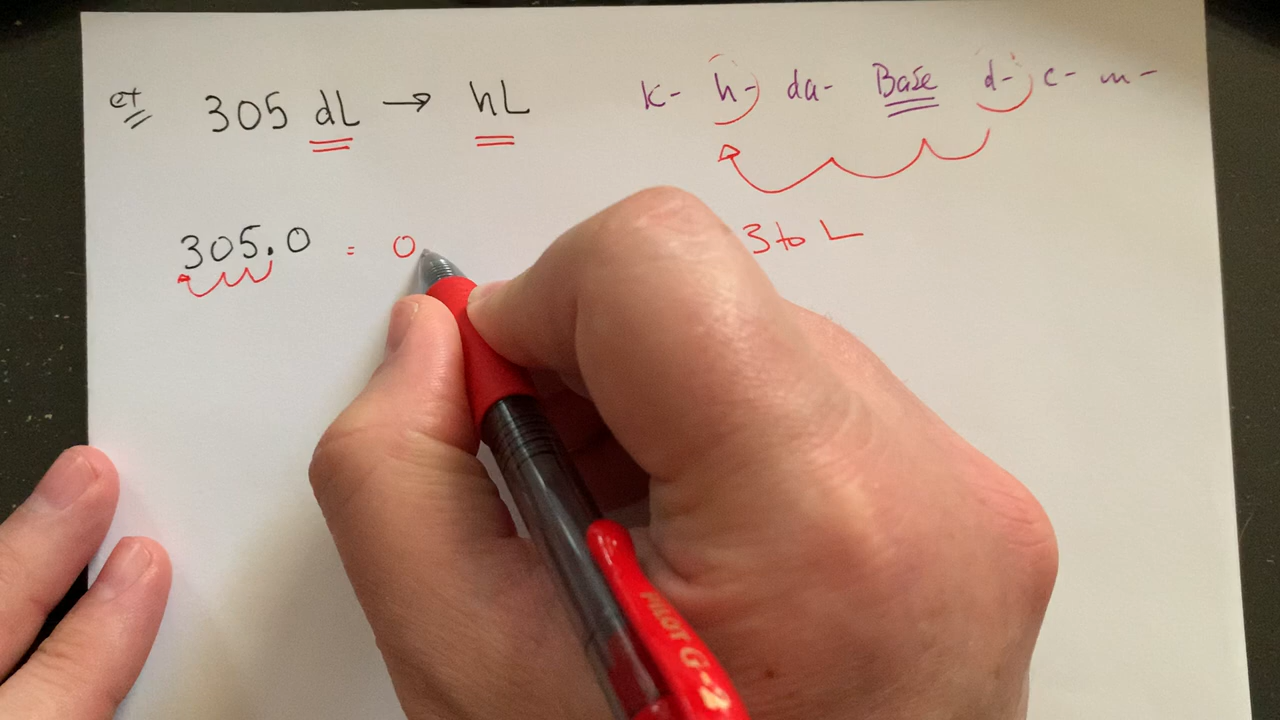 ex 305 dL → hL k- h- da- Base d- c- m-
305.0 = 0 3 to L
PILOT G-2